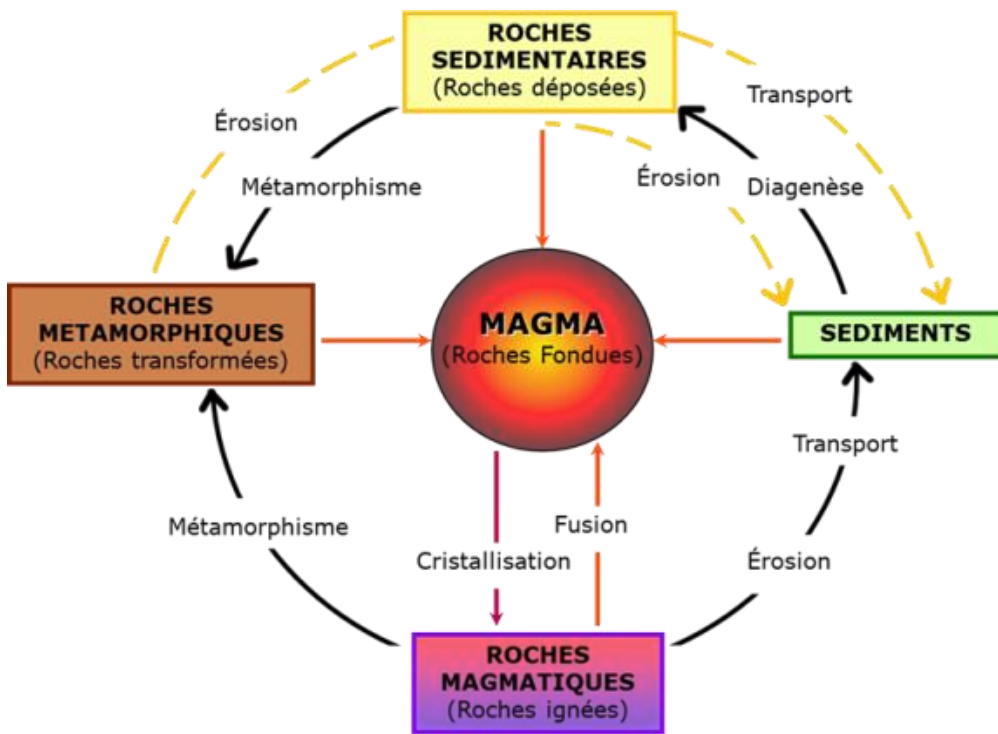 ROCHES
SEDIMENTAIRES
(Roches déposées)
Transport
Érosion
Métamorphisme
Érosion
Diagenèse
ROCHES
METAMORPHIQUES
(Roches transformées)
MAGMA
(Roches Fondues)
SEDIMENTS
Transport
Métamorphisme
Fusion
Cristallisation
Érosion
ROCHES
MAGMATIQUES
(Roches ignées)